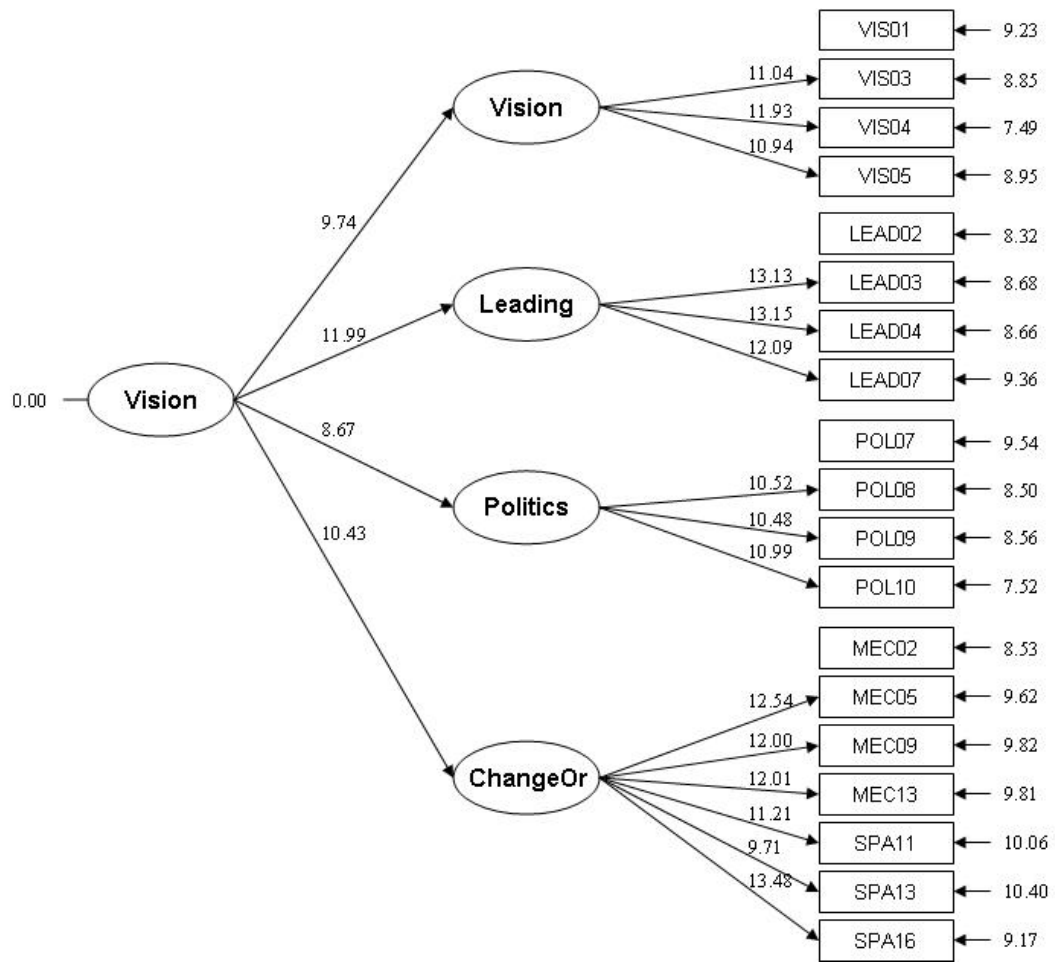 VIS01 9.23
11.04 VIS03 8.85
Vision 11.93 VIS04 7.49
10.94 VIS05 8.95
9.74 LEAD02 8.32
13.13 LEAD03 8.68
Leading 13.15 LEAD04 8.66
11.99 12.09 LEAD07 9.36
0.00 Vision
8.67 POL07 9.54
10.52 POL08 8.50
Politics 10.48 POL09 8.56
10.43 10.99 POL10 7.52
MEC02 8.53
12.54 MEC05 9.62
12.00 MEC09 9.82
ChangeOr 12.01 MEC13 9.81
11.21 SPA11 10.06
9.71 SPA13 10.40
13.48 SPA16 9.17